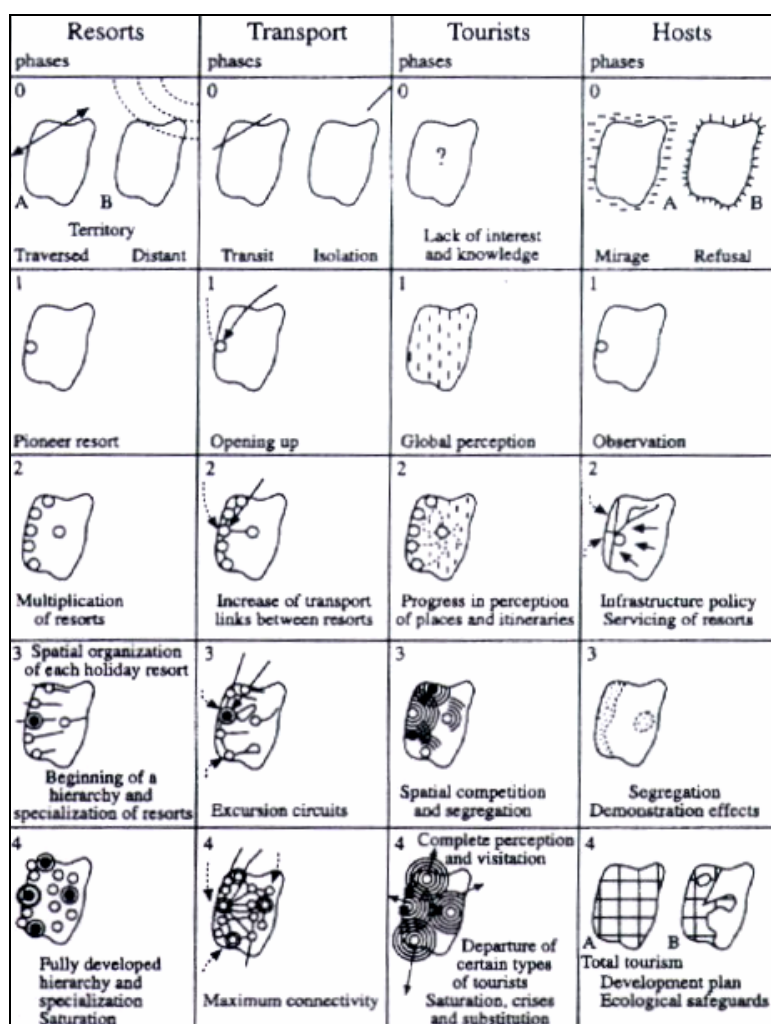 Resorts
Transport
Tourists
Hosts
phases
phases
phases
phases
0
A
B
Territory
Traversed
Distant
0
Transit
Isolation
0
?
Lack of interest
and knowledge
0
A
B
Mirage
Refusal
1
Pioneer resort
1
Opening up
1
Global perception
1
Observation
2
Multiplication
of resorts
2
Increase of transport
links between resorts
2
Progress in perception
of places and itineraries
2
Infrastructure policy
Servicing of resorts
3
Spatial organization
of each holiday resort
Beginning of a
hierarchy and
specialization of resorts
3
Excursion circuits
3
Spatial competition
and segregation
3
Segregation
Demonstration effects
4
Fully developed
hierarchy and
specialization
Saturation
4
Maximum connectivity
4
Complete perception
and visitation
Departure of
certain types
of tourists
Saturation, crises
and substitution
4
A
B
Total tourism
Development plan
Ecological safeguards